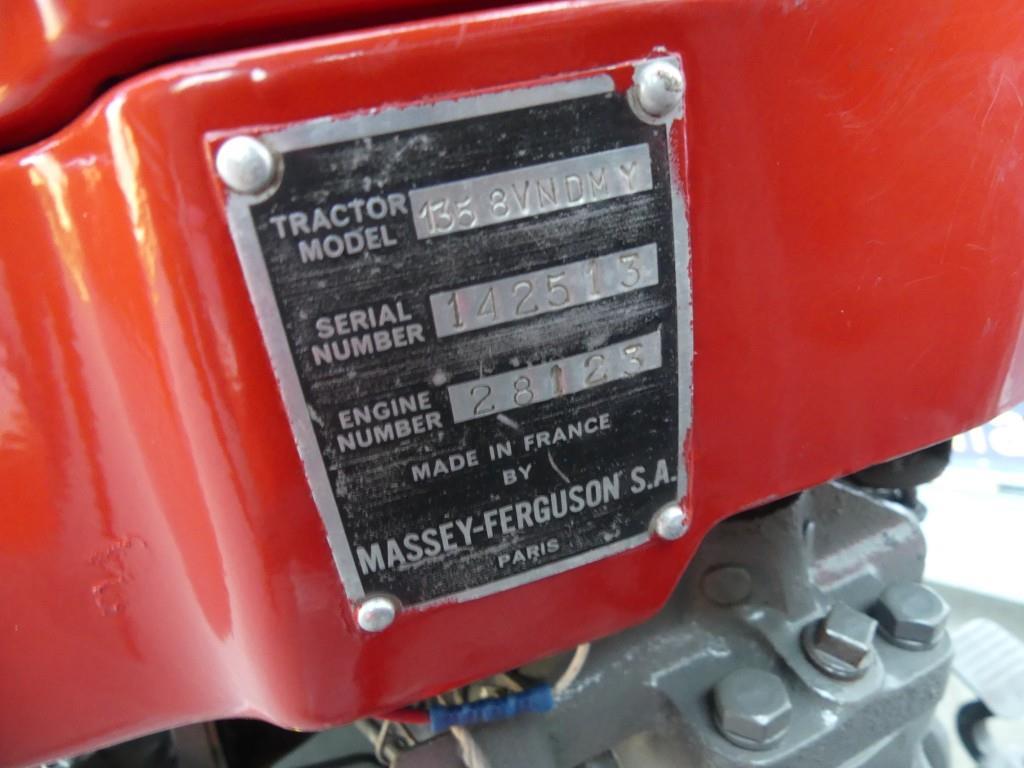 TRACTOR MODEL 135 8VNDMY
SERIAL NUMBER 142513
ENGINE NUMBER 28123
MADE IN FRANCE
BY
MASSEY-FERGUSON S.A.
PARIS